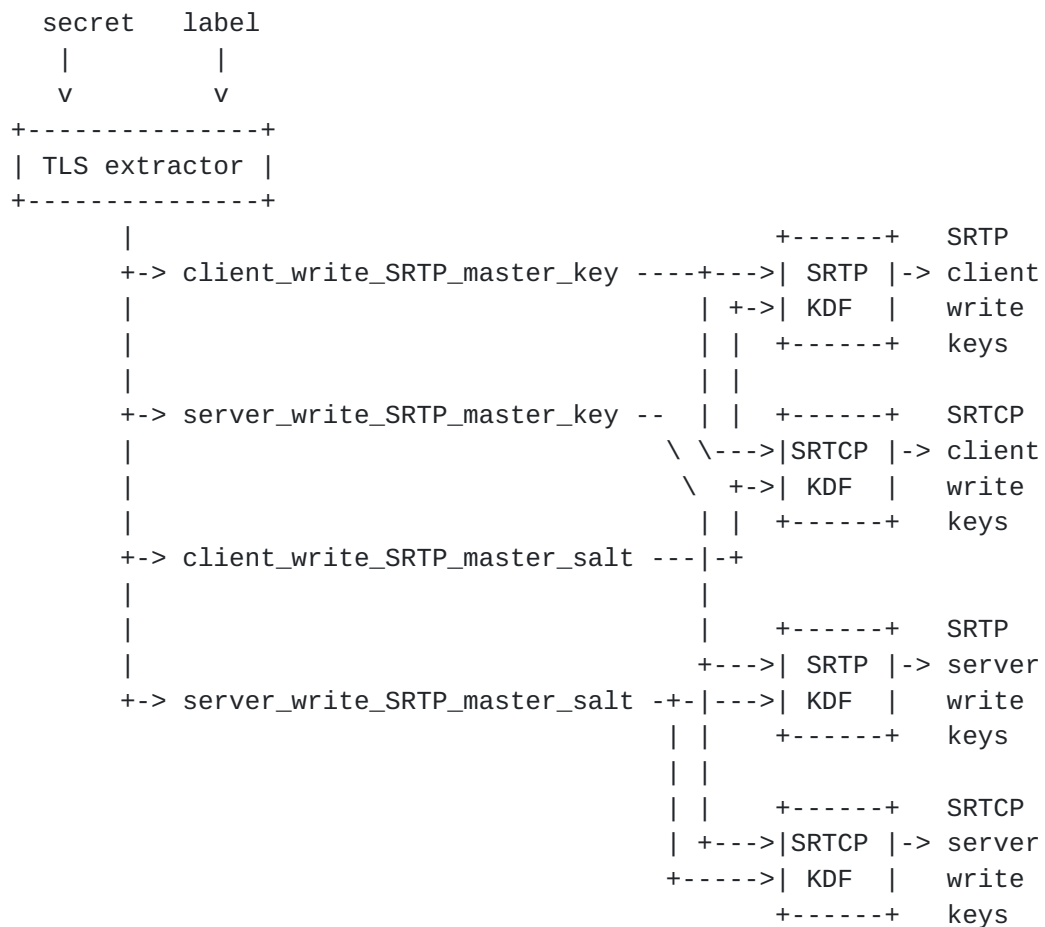 secret   label
|          |
v          v
+---------------+
| TLS extractor |
+---------------+
       |                                         +------+   SRTP
       +-> client_write_SRTP_master_key ----+--->| SRTP |-> client
       |                                    | +->| KDF  |   write
       |                                    | |  +------+   keys
       |                                    | |
       +-> server_write_SRTP_master_key --  | |  +------+   SRTCP
       |                                  \ \--->|SRTCP |-> client
       |                                   \  +->| KDF  |   write
       |                                    | |  +------+   keys
       +-> client_write_SRTP_master_salt ---|-+
       |                                    |
       |                                    |    +------+   SRTP
       |                                    +--->| SRTP |-> server
       +-> server_write_SRTP_master_salt -+-|--->| KDF  |   write
                                          | |    +------+   keys
                                          | |
                                          | |    +------+   SRTCP
                                          | +--->|SRTCP |-> server
                                          +----->| KDF  |   write
                                                 +------+   keys